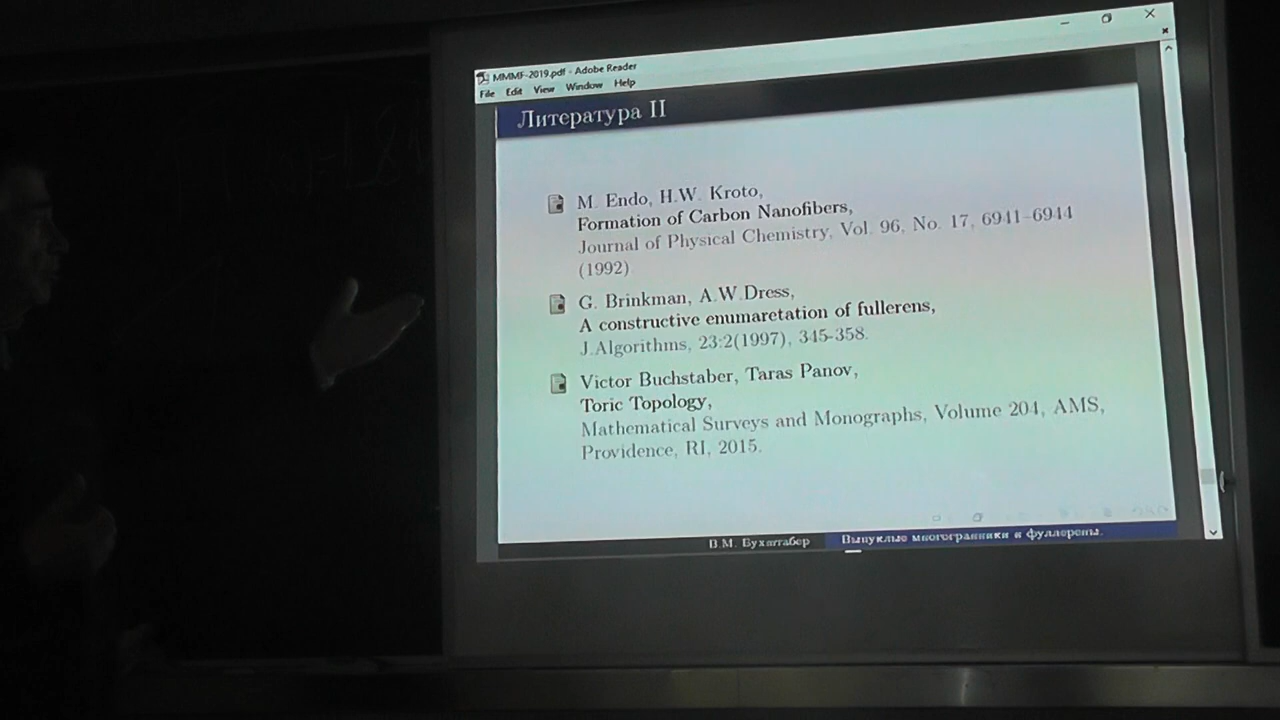 MMMF-2019.pdf - Adobe Reader
File Edit View Window Help
Литература II
M. Endo, H.W. Kroto,
Formation of Carbon Nanofibers,
Journal of Physical Chemistry, Vol. 96, No. 17, 6941-6944
(1992).
G. Brinkman, A.W.Dress,
A constructive enumaretation of fullerens,
J.Algorithms, 23:2(1997), 345-358.
Victor Buchstaber, Taras Panov,
Toric Topology,
Mathematical Surveys and Monographs, Volume 204, AMS,
Providence, RI, 2015.
В.М. Бухштабер Выпуклые многогранники и фуллерены.